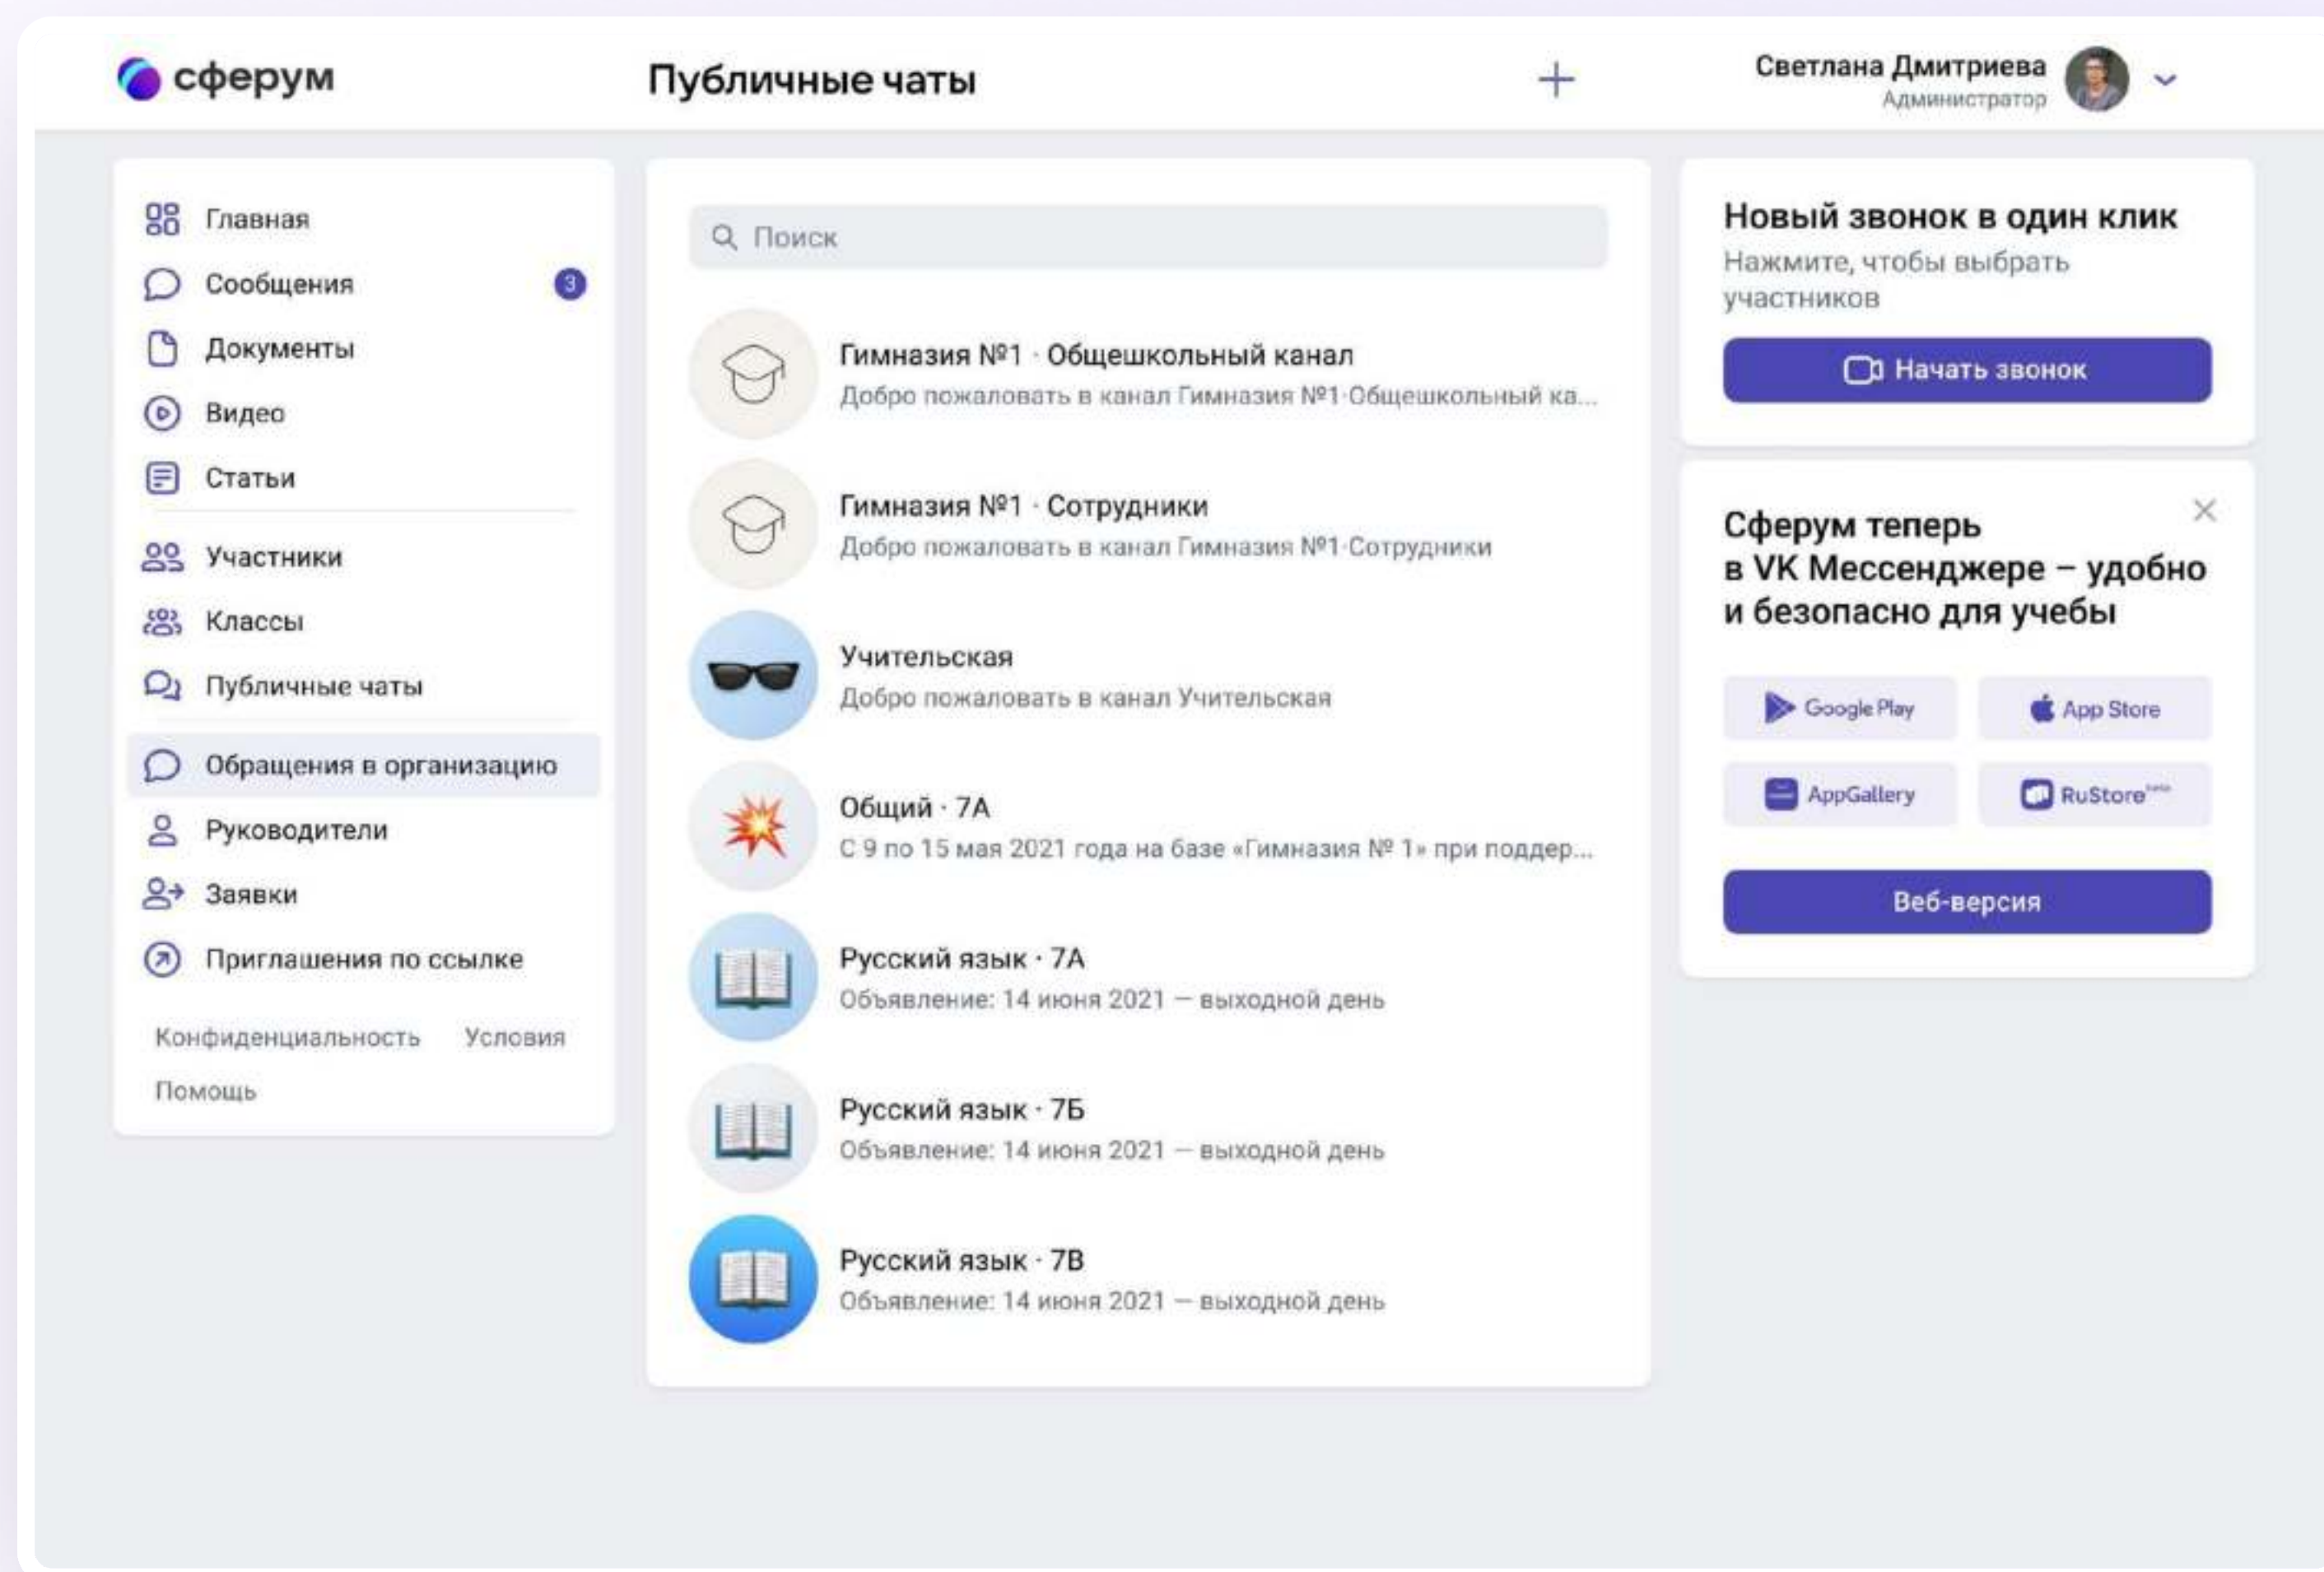 сферум
Публичные чаты
Светлана Дмитриева
Администратор
Главная
Сообщения
3
Документы
Видео
Статьи
Участники
Классы
Публичные чаты
Обращения в организацию
Руководители
Заявки
Приглашения по ссылке
Конфиденциальность Условия
Помощь
Поиск
Гимназия №1 · Общешкольный канал
Добро пожаловать в канал Гимназия №1·Общешкольный ка...
Гимназия №1 · Сотрудники
Добро пожаловать в канал Гимназия №1·Сотрудники
Учительская
Добро пожаловать в канал Учительская
Общий · 7А
С 9 по 15 мая 2021 года на базе «Гимназия № 1» при поддер...
Русский язык · 7А
Объявление: 14 июня 2021 — выходной день
Русский язык · 7Б
Объявление: 14 июня 2021 — выходной день
Русский язык · 7В
Объявление: 14 июня 2021 — выходной день
Новый звонок в один клик
Нажмите, чтобы выбрать
участников
Начать звонок
Сферум теперь
в VK Мессенджере – удобно
и безопасно для учебы
Google Play
App Store
AppGallery
RuStore
Веб-версия